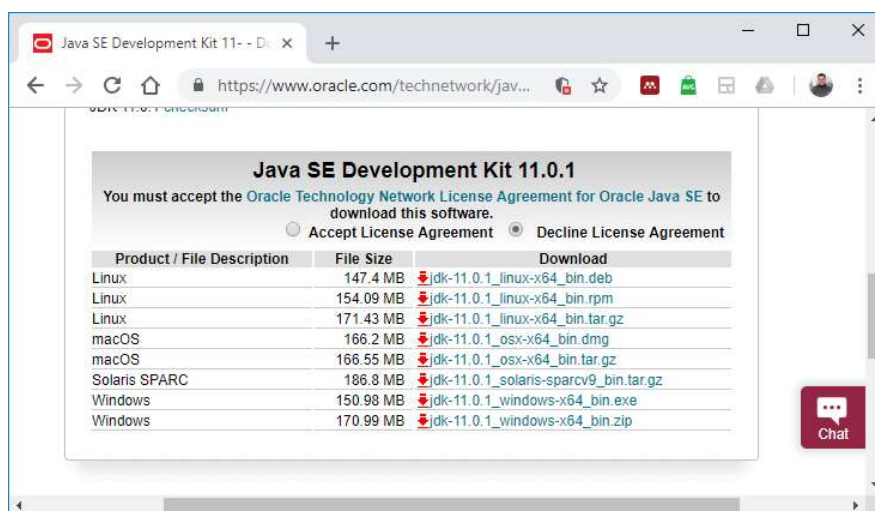 Java SE Development Kit 11- - Do
https://www.oracle.com/technetwork/jav...
JDK 11.0.1 checksum
Java SE Development Kit 11.0.1
You must accept the Oracle Technology Network License Agreement for Oracle Java SE to
download this software.
Accept License Agreement Decline License Agreement
Product / File Description File Size Download
Linux 147.4 MB jdk-11.0.1_linux-x64_bin.deb
Linux 154.09 MB jdk-11.0.1_linux-x64_bin.rpm
Linux 171.43 MB jdk-11.0.1_linux-x64_bin.tar.gz
macOS 166.2 MB jdk-11.0.1_osx-x64_bin.dmg
macOS 166.55 MB jdk-11.0.1_osx-x64_bin.tar.gz
Solaris SPARC 186.8 MB jdk-11.0.1_solaris-sparcv9_bin.tar.gz
Windows 150.98 MB jdk-11.0.1_windows-x64_bin.exe
Windows 170.99 MB jdk-11.0.1_windows-x64_bin.zip
Chat